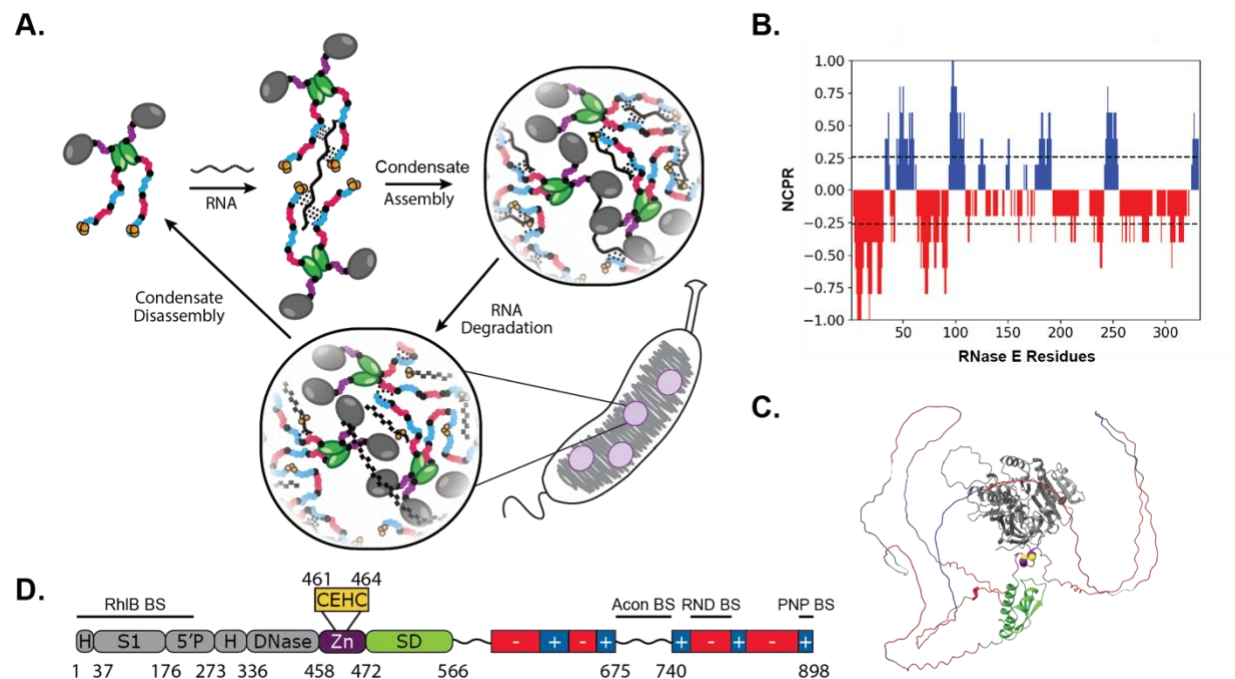 A.
RNA
Condensate
Assembly
RNA
Degradation
Condensate
Disassembly
B.
NCPR
1.00
0.75
0.50
0.25
0.00
−0.25
−0.50
−0.75
−1.00
50 100 150 200 250 300
RNase E Residues
C.
D.
461 464
CEHC
RhlB BS
Acon BS RND BS PNP BS
H S1 5'P H DNase Zn SD - + - + + - + - +
1 37 176 273 336 458 472 566 675 740 898